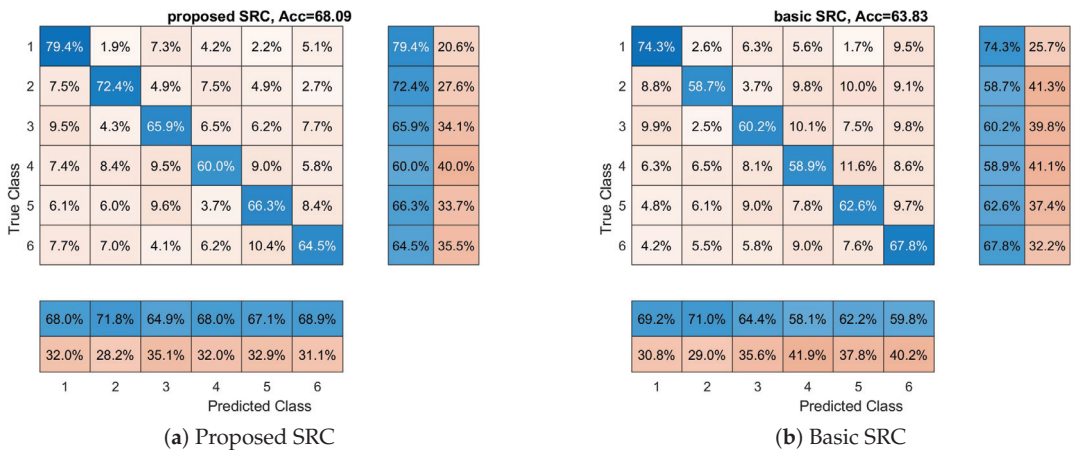 proposed SRC, Acc=68.09
1 79.4% 1.9% 7.3% 4.2% 2.2% 5.1% 79.4% 20.6%
2 7.5% 72.4% 4.9% 7.5% 4.9% 2.7% 72.4% 27.6%
3 9.5% 4.3% 65.9% 6.5% 6.2% 7.7% 65.9% 34.1%
4 7.4% 8.4% 9.5% 60.0% 9.0% 5.8% 60.0% 40.0%
5 6.1% 6.0% 9.6% 3.7% 66.3% 8.4% 66.3% 33.7%
6 7.7% 7.0% 4.1% 6.2% 10.4% 64.5% 64.5% 35.5%
True Class
68.0% 71.8% 64.9% 68.0% 67.1% 68.9%
32.0% 28.2% 35.1% 32.0% 32.9% 31.1%
1 2 3 4 5 6
Predicted Class
(a) Proposed SRC
basic SRC, Acc=63.83
1 74.3% 2.6% 6.3% 5.6% 1.7% 9.5% 74.3% 25.7%
2 8.8% 58.7% 3.7% 9.8% 10.0% 9.1% 58.7% 41.3%
3 9.9% 2.5% 60.2% 10.1% 7.5% 9.8% 60.2% 39.8%
4 6.3% 6.5% 8.1% 58.9% 11.6% 8.6% 58.9% 41.1%
5 4.8% 6.1% 9.0% 7.8% 62.6% 9.7% 62.6% 37.4%
6 4.2% 5.5% 5.8% 9.0% 7.6% 67.8% 67.8% 32.2%
True Class
69.2% 71.0% 64.4% 58.1% 62.2% 59.8%
30.8% 29.0% 35.6% 41.9% 37.8% 40.2%
1 2 3 4 5 6
Predicted Class
(b) Basic SRC